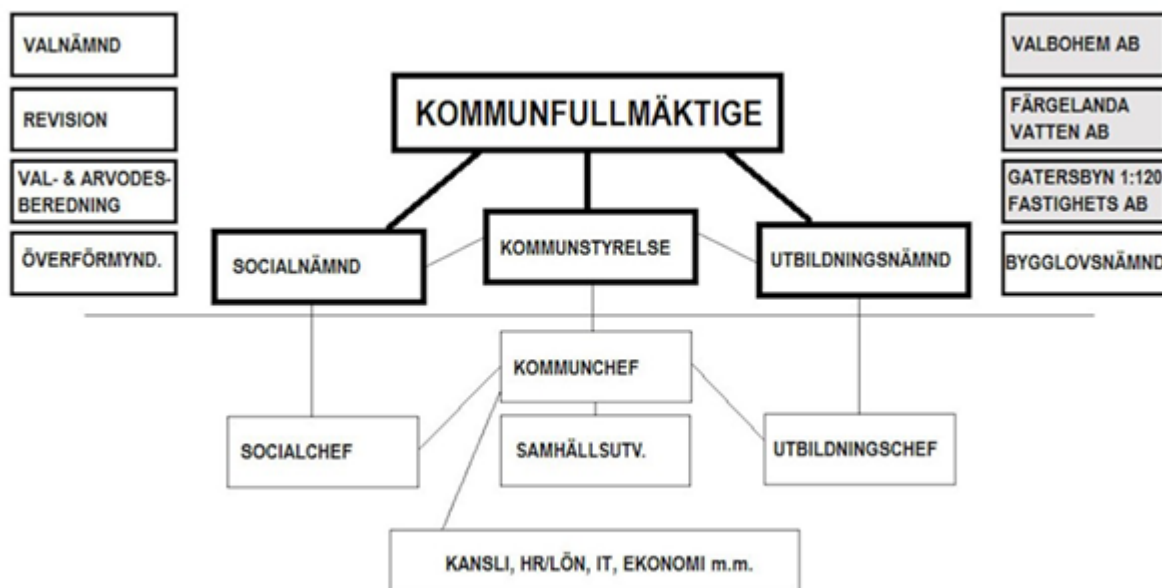 VALNÄMND
REVISION
VAL- & ARVODES-
BEREDNING
ÖVERFÖRMYND.
KOMMUNFULLMÄKTIGE
VALBOHEM AB
FÄRGELANDA
VATTEN AB
GATERSBYN 1:120
FASTIGHETS AB
BYGGLOVSNÄMND
SOCIALNÄMND
KOMMUNSTYRELSE
UTBILDNINGSNÄMND
KOMMUNCHEF
SOCIALCHEF
SAMHÄLLSUTV.
UTBILDNINGSCHEF
KANSLI, HR/LÖN, IT, EKONOMI m.m.